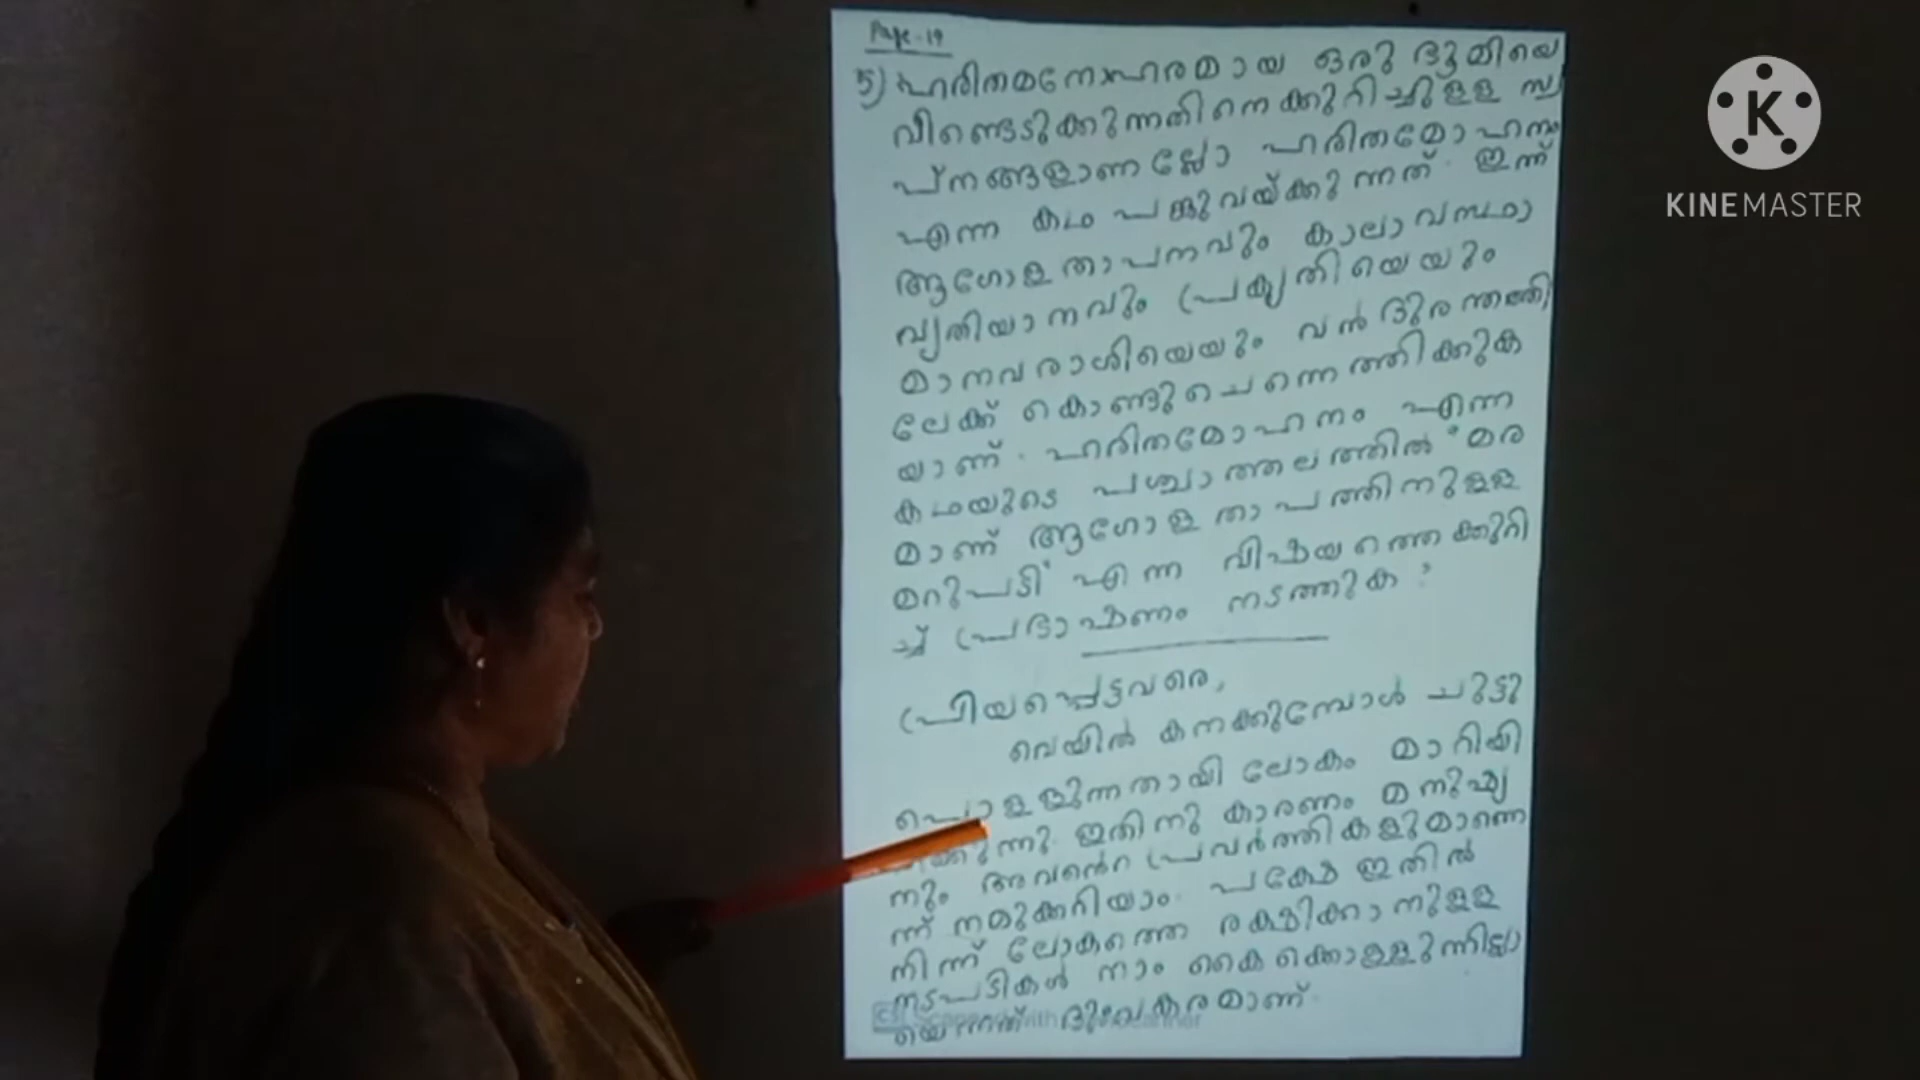 Page-19
5) ഹരിതമനോഹരമായ ഒരു ഭൂമിയെ
വീണ്ടെടുക്കുന്നതിനെക്കുറിച്ചുള്ള സ്വ
പ്നങ്ങളാണല്ലോ ഹരിതമോഹനം
എന്ന കഥ പങ്കുവയ്ക്കുന്നത്. ഇന്ന്
ആഗോളതാപനവും കാലാവസ്ഥാ
വ്യതിയാനവും പ്രകൃതിയെയും
മാനവരാശിയെയും വൻ ദുരന്തത്തി
ലേക്ക് കൊണ്ടുചെന്നെത്തിക്കുക
യാണ്. ഹരിതമോഹനം എന്ന
കഥയുടെ പശ്ചാത്തലത്തിൽ "മര
മാണ് ആഗോളതാപത്തിനുള്ള
മറുപടി" എന്ന വിഷയത്തെക്കുറി
ച്ച് പ്രഭാഷണം നടത്തുക ?
പ്രിയപ്പെട്ടവരെ,
വെയിൽ കനക്കുമ്പോൾ ചുട്ടു
പൊള്ളുന്നതായി ലോകം മാറിയി
രിക്കുന്നു. ഇതിനു കാരണം മനുഷ്യ
നും അവന്റെ പ്രവർത്തികളുമാണെ
ന്ന് നമുക്കറിയാം. പക്ഷേ ഇതിൽ
നിന്ന് ലോകത്തെ രക്ഷിക്കാനുള്ള
നടപടികൾ നാം കൈക്കൊള്ളുന്നില്ലാ
യെന്നത് ദുഃഖകരമാണ്.
KINEMASTER